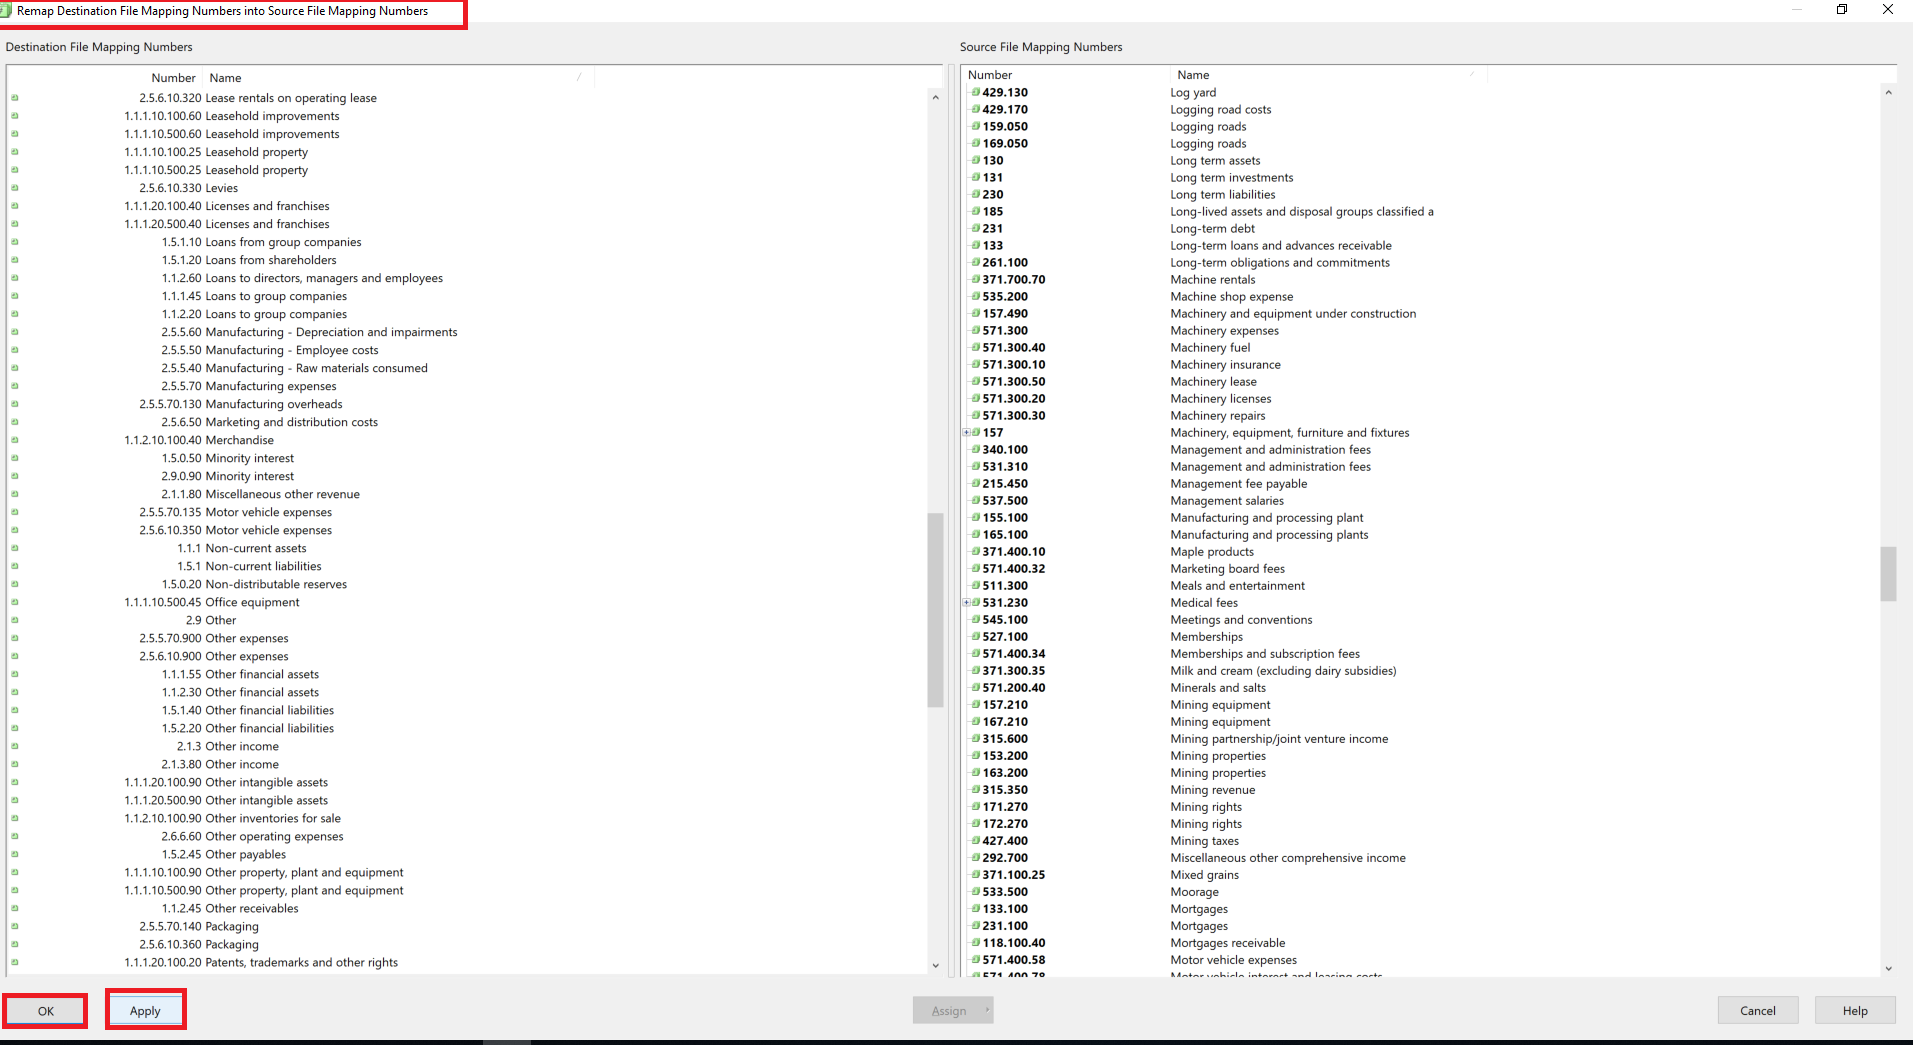 Remap Destination File Mapping Numbers into Source File Mapping Numbers
Destination File Mapping Numbers
Number Name
2.5.6.10.320 Lease rentals on operating lease
1.1.1.10.100.60 Leasehold improvements
1.1.1.10.500.60 Leasehold improvements
1.1.1.10.100.25 Leasehold property
1.1.1.10.500.25 Leasehold property
2.5.6.10.330 Levies
1.1.1.20.100.40 Licenses and franchises
1.1.1.20.500.40 Licenses and franchises
1.5.1.10 Loans from group companies
1.5.1.20 Loans from shareholders
1.1.2.60 Loans to directors, managers and employees
1.1.1.45 Loans to group companies
1.1.2.20 Loans to group companies
2.5.5.60 Manufacturing - Depreciation and impairments
2.5.5.50 Manufacturing - Employee costs
2.5.5.40 Manufacturing - Raw materials consumed
2.5.5.70 Manufacturing expenses
2.5.5.70.130 Manufacturing overheads
2.5.6.50 Marketing and distribution costs
1.1.2.10.100.40 Merchandise
1.5.0.50 Minority interest
2.9.0.90 Minority interest
2.1.1.80 Miscellaneous other revenue
2.5.5.70.135 Motor vehicle expenses
2.5.6.10.350 Motor vehicle expenses
1.1.1 Non-current assets
1.5.1 Non-current liabilities
1.5.0.20 Non-distributable reserves
1.1.1.10.500.45 Office equipment
2.9 Other
2.5.5.70.900 Other expenses
2.5.6.10.900 Other expenses
1.1.1.55 Other financial assets
1.1.2.30 Other financial assets
1.5.1.40 Other financial liabilities
1.5.2.20 Other financial liabilities
2.1.3 Other income
2.1.3.80 Other income
1.1.1.20.100.90 Other intangible assets
1.1.1.20.500.90 Other intangible assets
1.1.2.10.100.90 Other inventories for sale
2.6.6.60 Other operating expenses
1.5.2.45 Other payables
1.1.1.10.100.90 Other property, plant and equipment
1.1.1.10.500.90 Other property, plant and equipment
1.1.2.45 Other receivables
2.5.5.70.140 Packaging
2.5.6.10.360 Packaging
1.1.1.20.100.20 Patents, trademarks and other rights
Source File Mapping Numbers
Number Name
429.130 Log yard
429.170 Logging road costs
159.050 Logging roads
169.050 Logging roads
130 Long term assets
131 Long term investments
230 Long term liabilities
185 Long-lived assets and disposal groups classified a
231 Long-term debt
133 Long-term loans and advances receivable
261.100 Long-term obligations and commitments
371.700.70 Machine rentals
535.200 Machine shop expense
157.490 Machinery and equipment under construction
571.300 Machinery expenses
571.300.40 Machinery fuel
571.300.10 Machinery insurance
571.300.50 Machinery lease
571.300.20 Machinery licenses
571.300.30 Machinery repairs
157 Machinery, equipment, furniture and fixtures
340.100 Management and administration fees
531.310 Management and administration fees
215.450 Management fee payable
537.500 Management salaries
155.100 Manufacturing and processing plant
165.100 Manufacturing and processing plants
371.400.10 Maple products
571.400.32 Marketing board fees
511.300 Meals and entertainment
531.230 Medical fees
545.100 Meetings and conventions
527.100 Memberships
571.400.34 Memberships and subscription fees
371.300.35 Milk and cream (excluding dairy subsidies)
571.200.40 Minerals and salts
157.210 Mining equipment
167.210 Mining equipment
315.600 Mining partnership/joint venture income
153.200 Mining properties
163.200 Mining properties
315.350 Mining revenue
171.270 Mining rights
172.270 Mining rights
427.400 Mining taxes
292.700 Miscellaneous other comprehensive income
371.100.25 Mixed grains
533.500 Moorage
133.100 Mortgages
231.100 Mortgages
118.100.40 Mortgages receivable
571.400.58 Motor vehicle expenses
571.400.78 Motor vehicle interest and leasing costs
OK Apply Assign Cancel Help